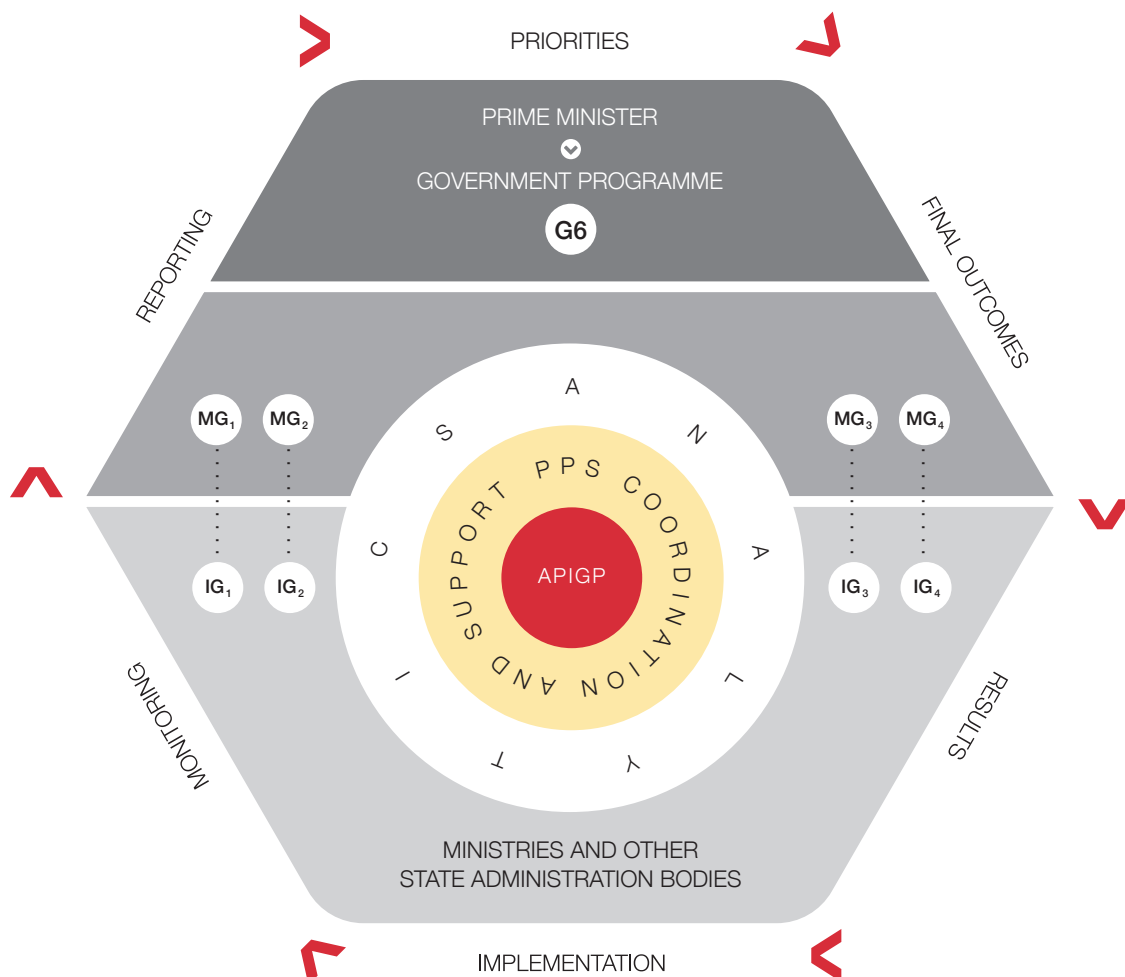 PRIORITIES
PRIME MINISTER
GOVERNMENT PROGRAMME
G6
REPORTING
FINAL OUTCOMES
MG1 MG2
MG3 MG4
ANALYTICS
PPS COORDINATION AND SUPPORT
APIGP
IG1 IG2
IG3 IG4
MONITORING
RESULTS
MINISTRIES AND OTHER
STATE ADMINISTRATION BODIES
IMPLEMENTATION